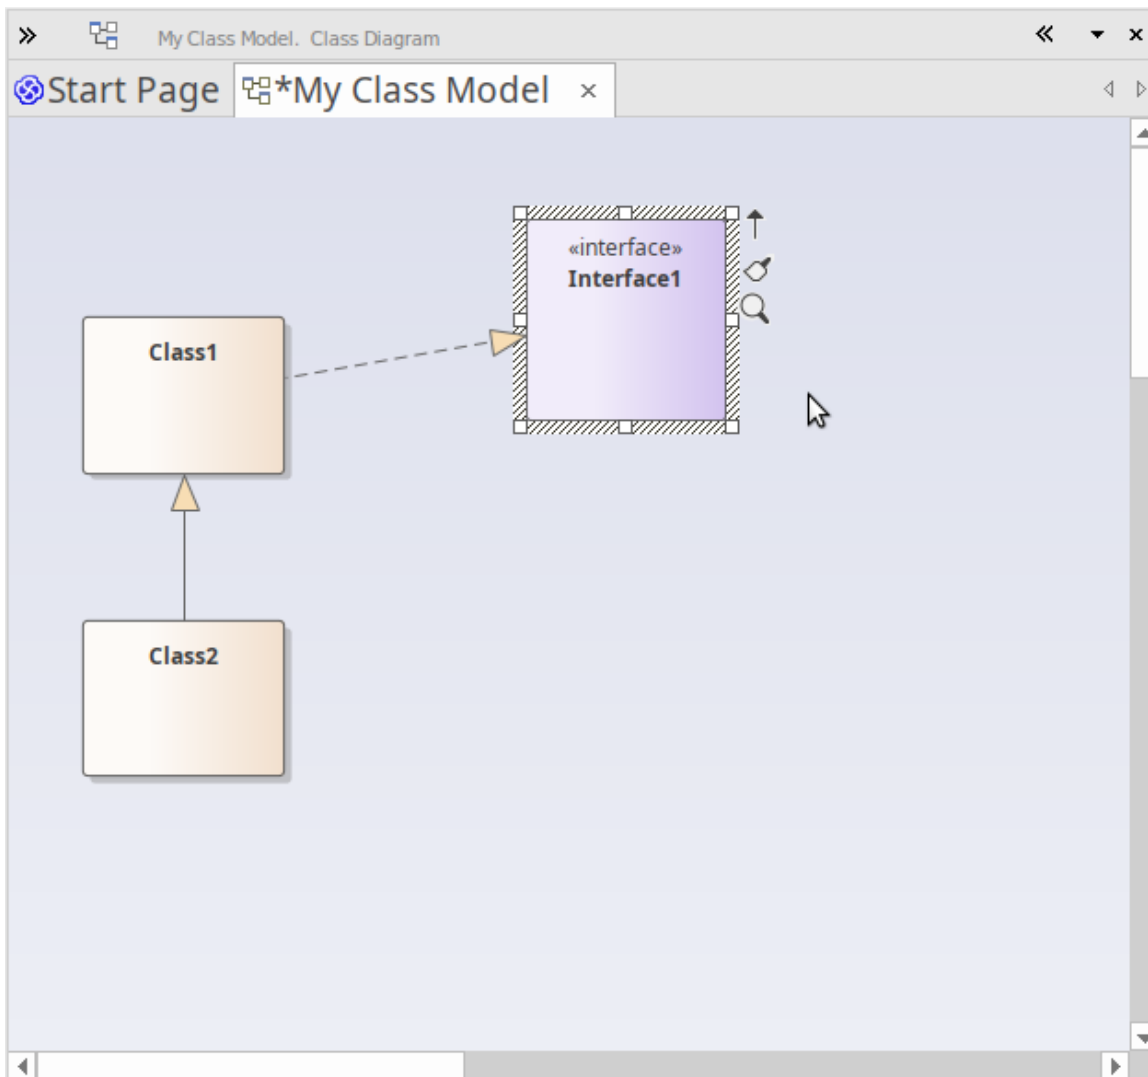 My Class Model. Class Diagram
Start Page
*My Class Model
«interface»
Interface1
Class1
Class2